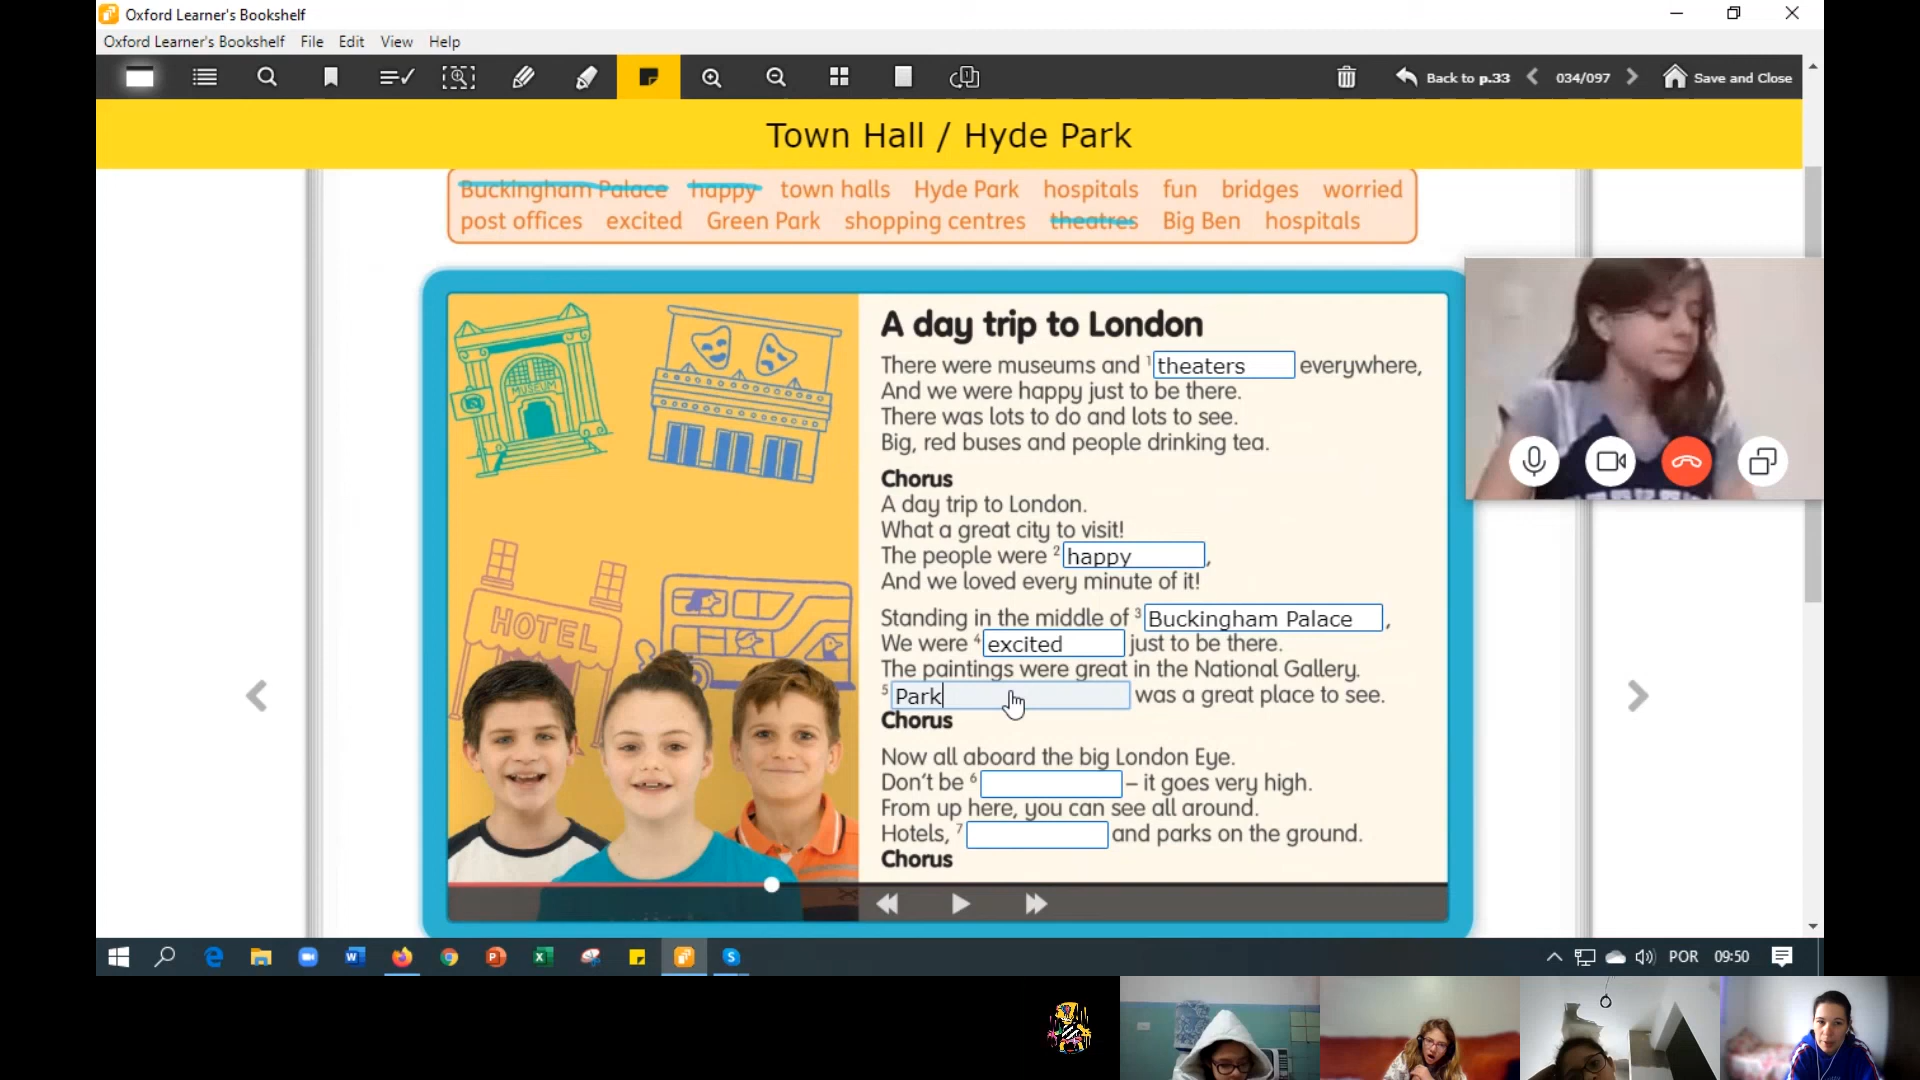 Oxford Learner's Bookshelf
Oxford Learner's Bookshelf File Edit View Help
Back to p.33 034/097 Save and Close
Town Hall / Hyde Park
Buckingham Palace happy town halls Hyde Park hospitals fun bridges worried
post offices excited Green Park shopping centres theatres Big Ben hospitals
MUSEUM
HOTEL
A day trip to London
There were museums and 1 theaters everywhere,
And we were happy just to be there.
There was lots to do and lots to see.
Big, red buses and people drinking tea.
Chorus
A day trip to London.
What a great city to visit!
The people were 2 happy,
And we loved every minute of it!
Standing in the middle of 3 Buckingham Palace,
We were 4 excited just to be there.
The paintings were great in the National Gallery.
5 Park was a great place to see.
Chorus
Now all aboard the big London Eye.
Don't be 6 – it goes very high.
From up here, you can see all around.
Hotels, 7 and parks on the ground.
Chorus
POR 09:50